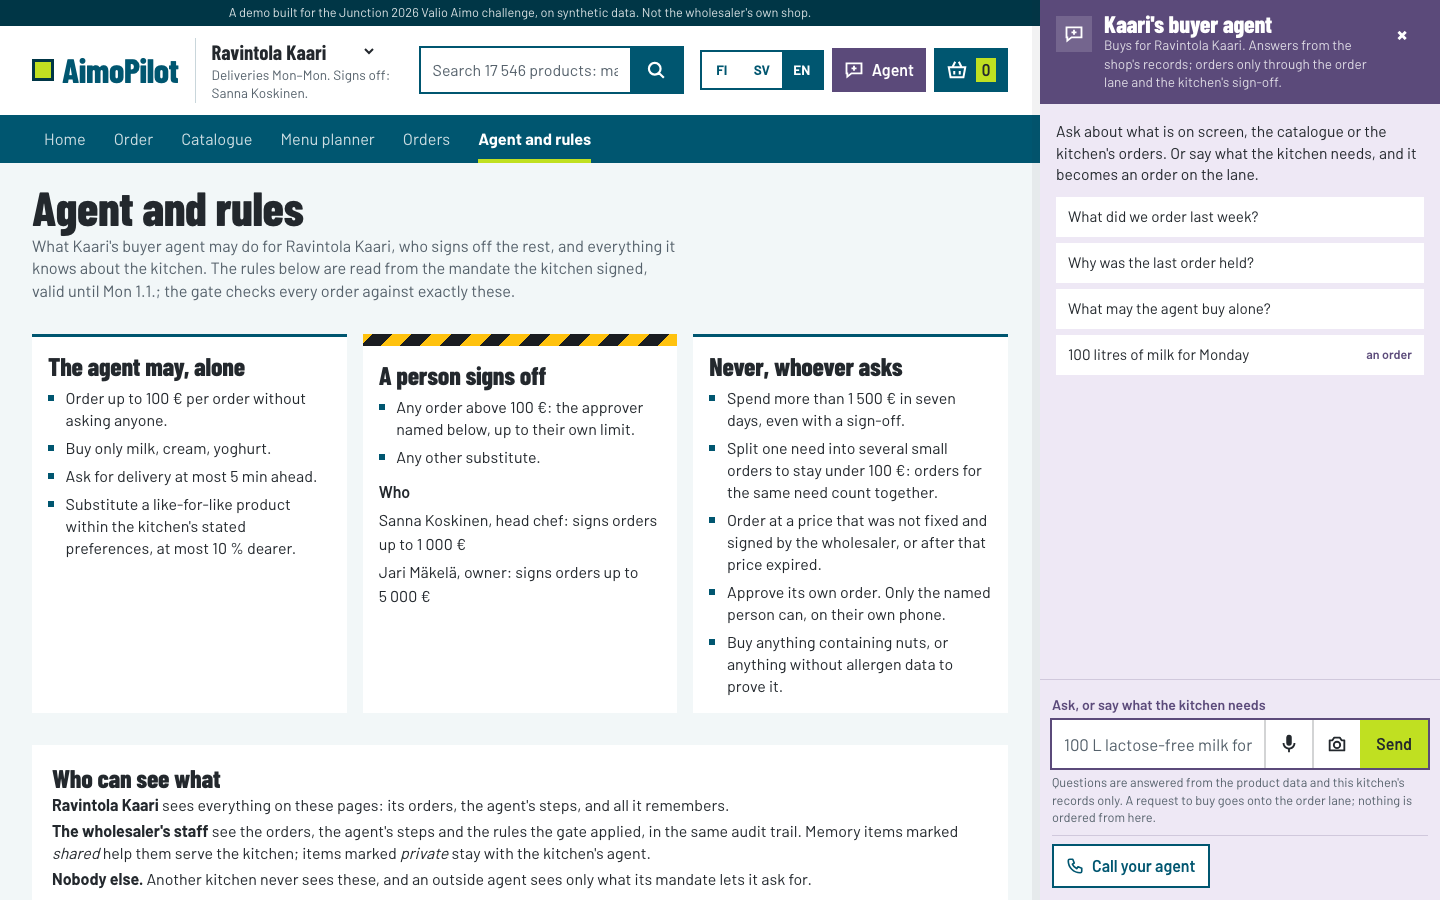 A demo built for the Junction 2026 Valio Aimo challenge, on synthetic data. Not the wholesaler's own shop.
AimoPilot
Ravintola Kaari
Deliveries Mon–Mon. Signs off:
Sanna Koskinen.
Search 17 546 products: ma
FI
SV
EN
Agent
0
Home
Order
Catalogue
Menu planner
Orders
Agent and rules
Agent and rules
What Kaari's buyer agent may do for Ravintola Kaari, who signs off the rest, and everything it
knows about the kitchen. The rules below are read from the mandate the kitchen signed,
valid until Mon 1.1.; the gate checks every order against exactly these.
The agent may, alone
Order up to 100 € per order without
asking anyone.
Buy only milk, cream, yoghurt.
Ask for delivery at most 5 min ahead.
Substitute a like-for-like product
within the kitchen's stated
preferences, at most 10 % dearer.
A person signs off
Any order above 100 €: the approver
named below, up to their own limit.
Any other substitute.
Who
Sanna Koskinen, head chef: signs orders
up to 1 000 €
Jari Mäkelä, owner: signs orders up to
5 000 €
Never, whoever asks
Spend more than 1 500 € in seven
days, even with a sign-off.
Split one need into several small
orders to stay under 100 €: orders for
the same need count together.
Order at a price that was not fixed and
signed by the wholesaler, or after that
price expired.
Approve its own order. Only the named
person can, on their own phone.
Buy anything containing nuts, or
anything without allergen data to
prove it.
Who can see what
Ravintola Kaari sees everything on these pages: its orders, the agent's steps, and all it remembers.
The wholesaler's staff see the orders, the agent's steps and the rules the gate applied, in the same audit trail. Memory items marked
shared help them serve the kitchen; items marked private stay with the kitchen's agent.
Nobody else. Another kitchen never sees these, and an outside agent sees only what its mandate lets it ask for.
Kaari's buyer agent
Buys for Ravintola Kaari. Answers from the
shop's records; orders only through the order
lane and the kitchen's sign-off.
Ask about what is on screen, the catalogue or the
kitchen's orders. Or say what the kitchen needs, and it
becomes an order on the lane.
What did we order last week?
Why was the last order held?
What may the agent buy alone?
100 litres of milk for Monday
an order
Ask, or say what the kitchen needs
100 L lactose-free milk for
Send
Questions are answered from the product data and this kitchen's
records only. A request to buy goes onto the order lane; nothing is
ordered from here.
Call your agent